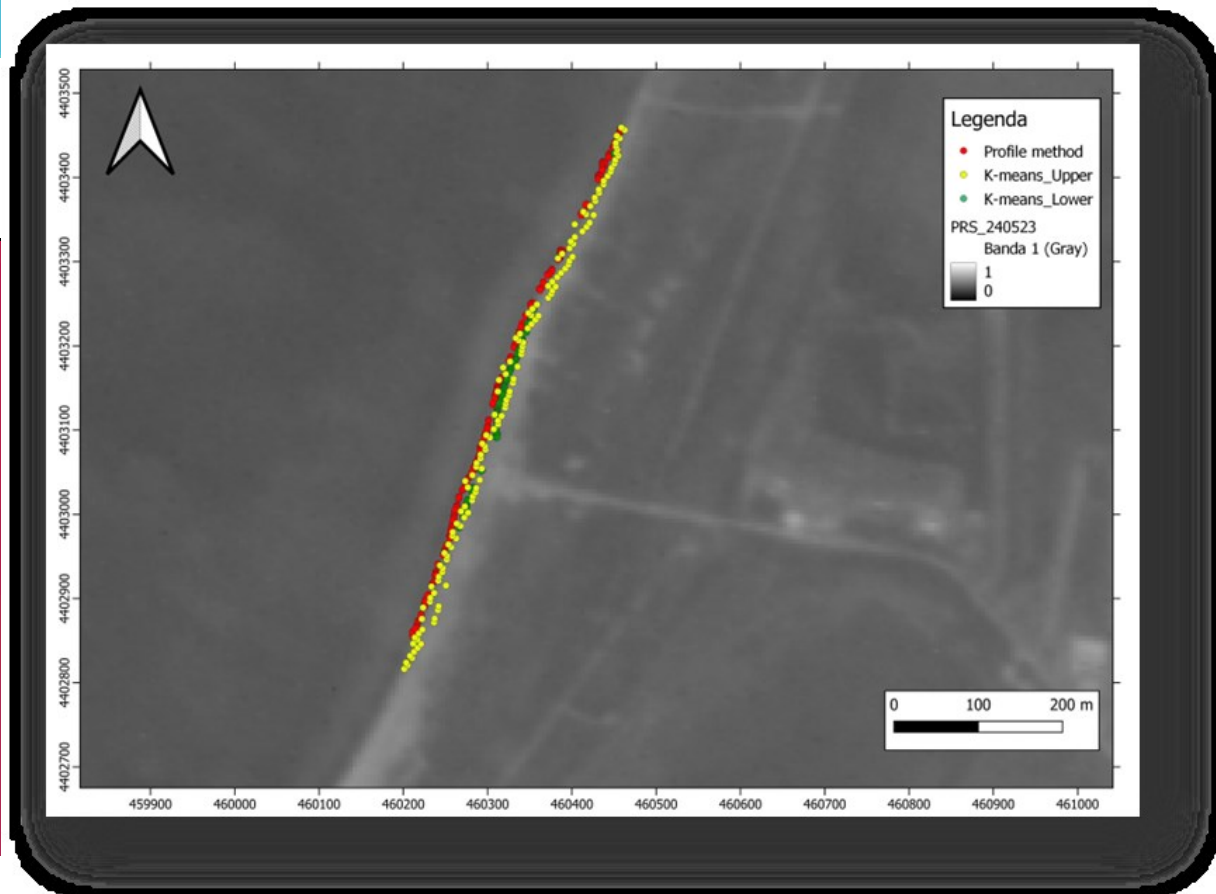 4403500
4403400
4403300
4403200
4403100
4403000
4402900
4402800
4402700
Legenda
Profile method
K-means_Upper
K-means_Lower
PRS_240523
Banda 1 (Gray)
1
0
0 100 200 m
459900 460000 460100 460200 460300 460400 460500 460600 460700 460800 460900 461000